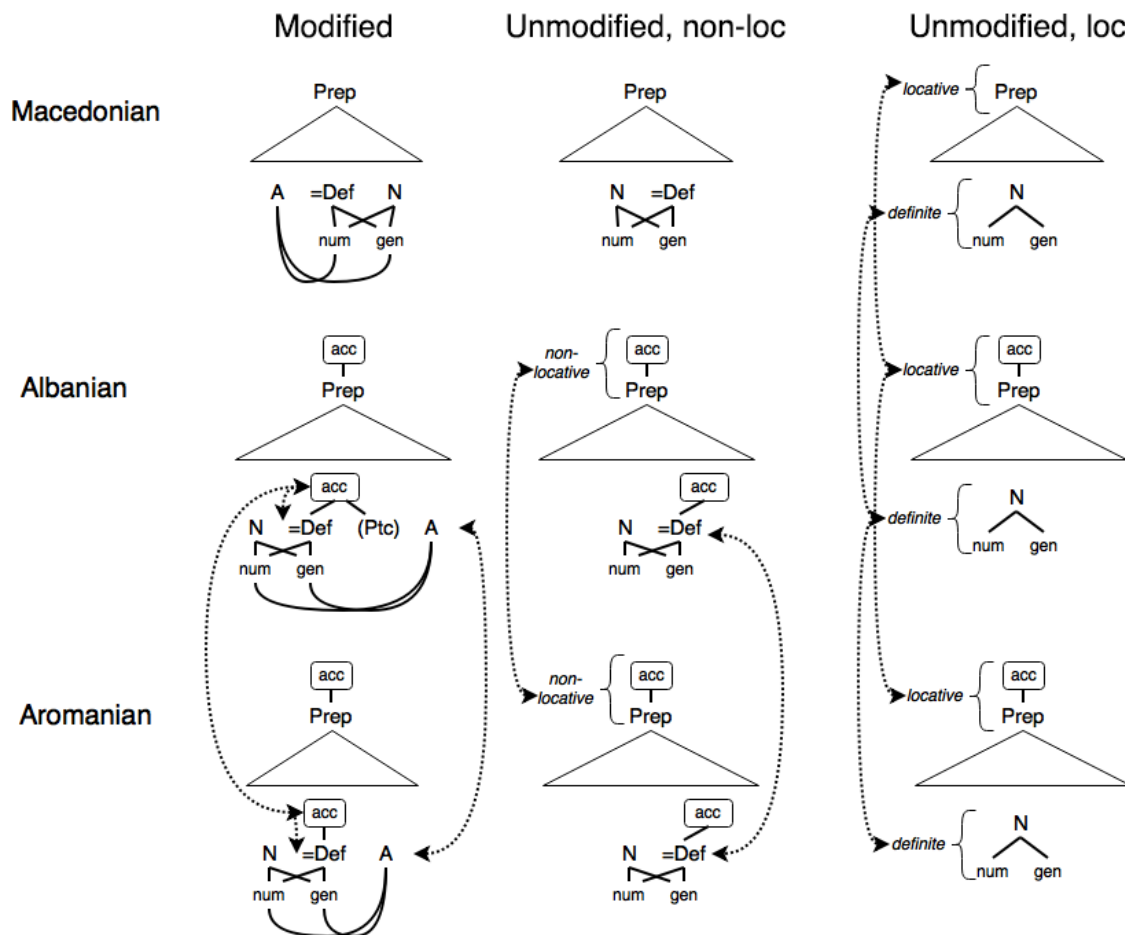 Modified Unmodified, non-loc Unmodified, loc
Macedonian
Prep Prep locative Prep
A =Def N N =Def definite N
num gen num gen num gen
Albanian
acc non-locative acc locative acc
Prep Prep Prep
acc acc
N =Def (Ptc) A N =Def definite N
num gen num gen num gen
Aromanian
acc non-locative acc locative acc
Prep Prep Prep
acc acc
N =Def A N =Def definite N
num gen num gen num gen